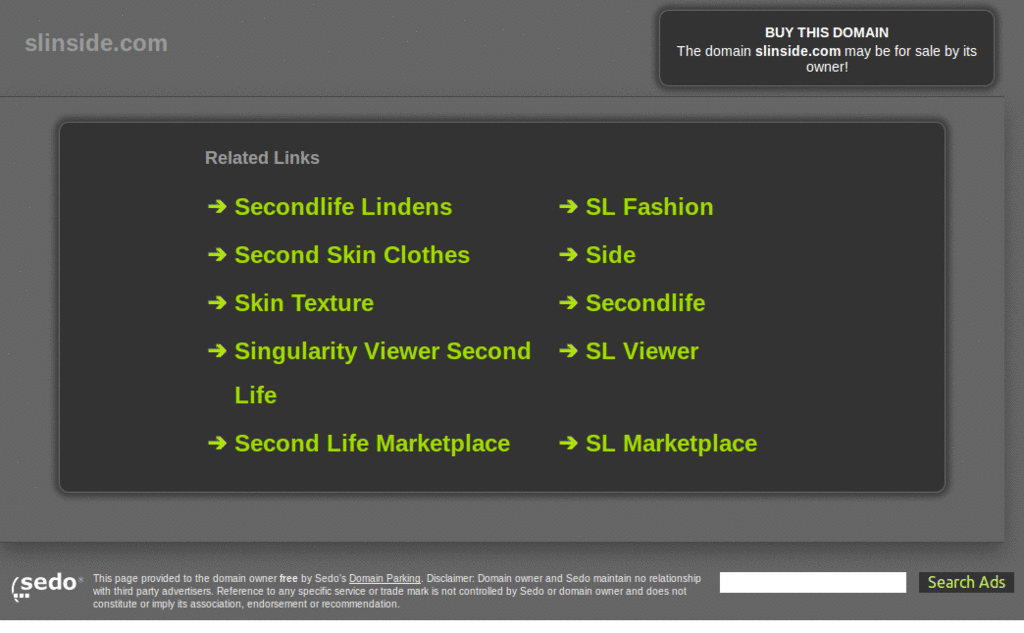 slinside.com
BUY THIS DOMAIN
The domain slinside.com may be for sale by its
owner!
Related Links
➔ Secondlife Lindens
➔ SL Fashion
➔ Second Skin Clothes
➔ Side
➔ Skin Texture
➔ Secondlife
➔ Singularity Viewer Second
Life
➔ SL Viewer
➔ Second Life Marketplace
➔ SL Marketplace
sedo®
This page provided to the domain owner free by Sedo's Domain Parking. Disclaimer: Domain owner and Sedo maintain no relationship
with third party advertisers. Reference to any specific service or trade mark is not controlled by Sedo or domain owner and does not
constitute or imply its association, endorsement or recommendation.
Search Ads